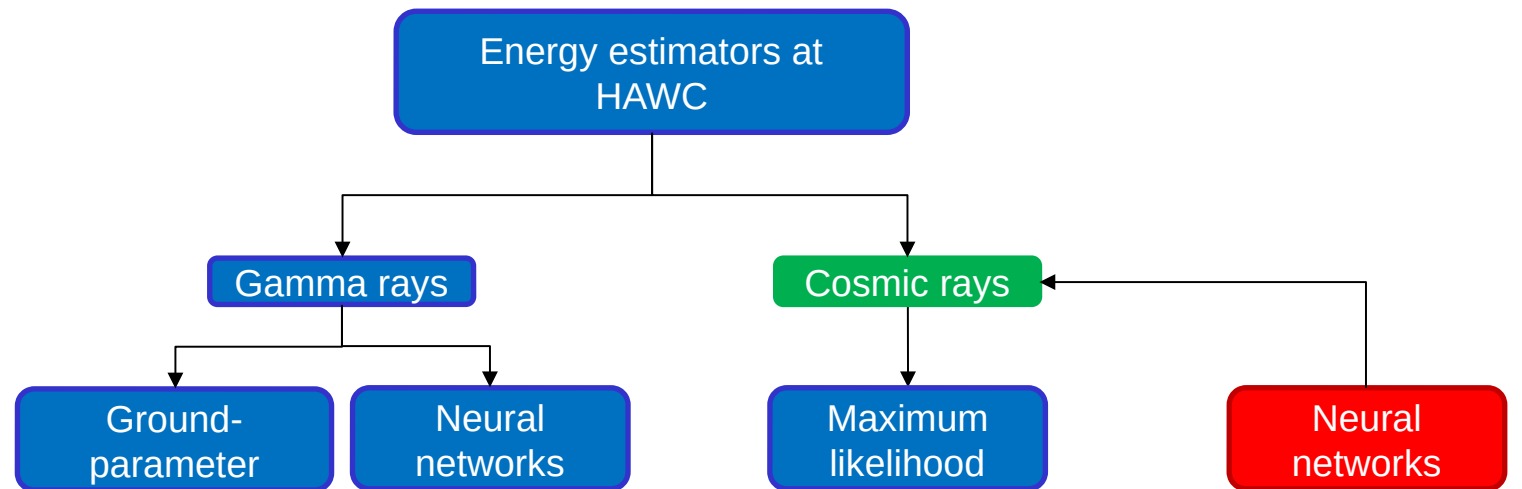 Energy estimators at
HAWC
Gamma rays
Cosmic rays
Ground-
parameter
Neural
networks
Maximum
likelihood
Neural
networks